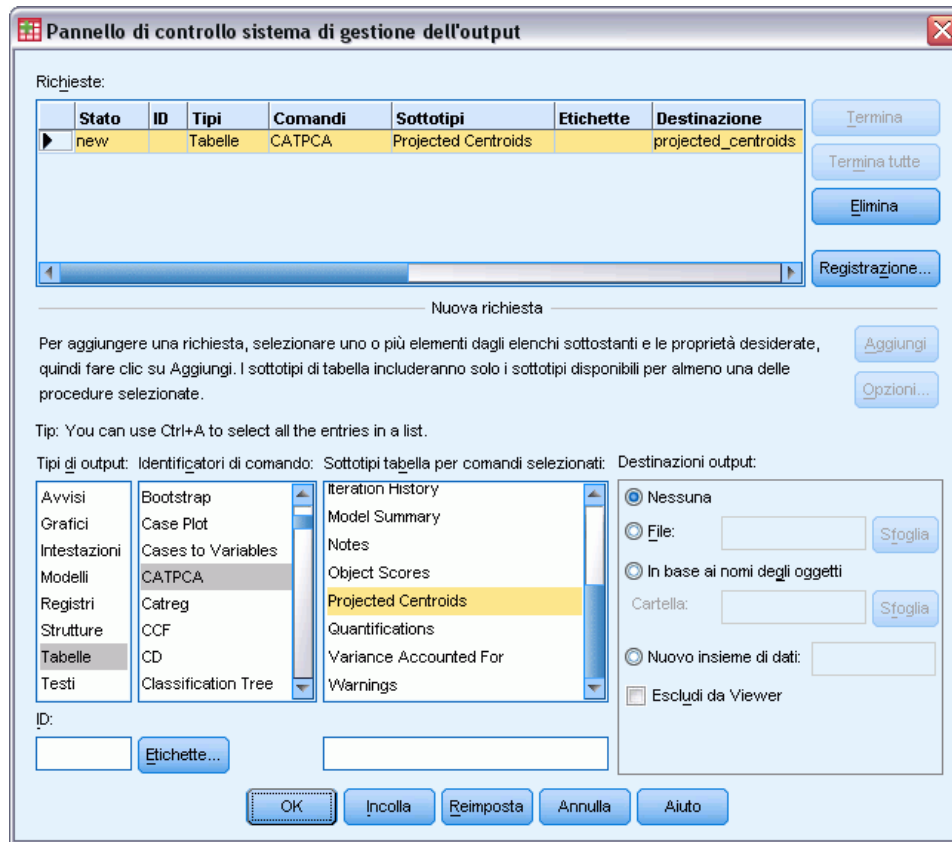 Pannello di controllo sistema di gestione dell'output
Richieste:
Stato ID Tipi Comandi Sottotipi Etichette Destinazione
new Tabelle CATPCA Projected Centroids projected_centroids
Termina
Termina tutte
Elimina
Registrazione...
Nuova richiesta
Per aggiungere una richiesta, selezionare uno o più elementi dagli elenchi sottostanti e le proprietà desiderate,
quindi fare clic su Aggiungi. I sottotipi di tabella includeranno solo i sottotipi disponibili per almeno una delle
procedure selezionate.
Aggiungi
Opzioni...
Tip: You can use Ctrl+A to select all the entries in a list.
Tipi di output:
Avvisi
Grafici
Intestazioni
Modelli
Registri
Strutture
Tabelle
Testi
Identificatori di comando:
Bootstrap
Case Plot
Cases to Variables
CATPCA
Catreg
CCF
CD
Classification Tree
Sottotipi tabella per comandi selezionati:
Iteration History
Model Summary
Notes
Object Scores
Projected Centroids
Quantifications
Variance Accounted For
Warnings
Destinazioni output:
Nessuna
File: Sfoglia
In base ai nomi degli oggetti
Cartella: Sfoglia
Nuovo insieme di dati:
Escludi da Viewer
ID:
Etichette...
OK Incolla Reimposta Annulla Aiuto